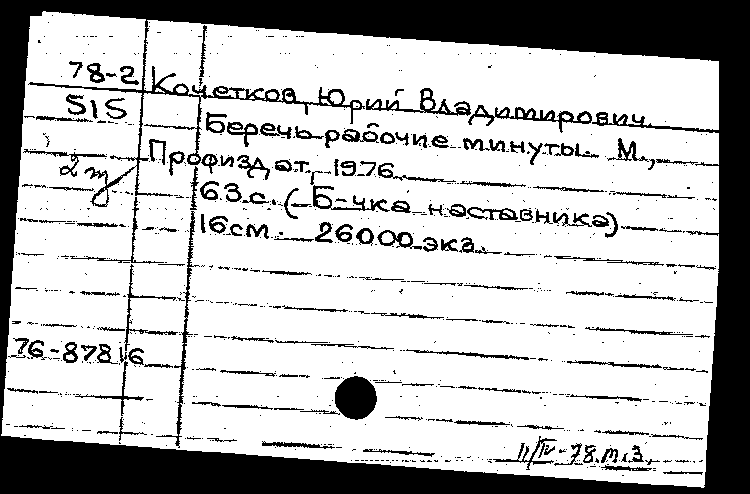 78-2 Кочетков, Юрий Владимирович.
515 Беречь рабочие минуты. М.,
2 Профиздат, 1976.
63 с. (Б-чка наставника)
16 см. 26000 экз.
76-87816
11/IV-78 т.з.